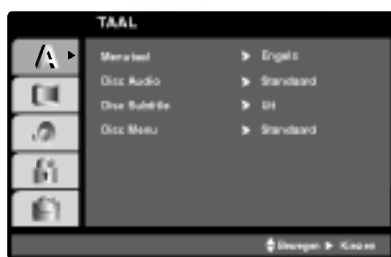 TAAL
Menutaal Engels
Disc Audio Standaard
Disc Subtitle Uit
Disc Menu Standaard
Bewegen Kiezen